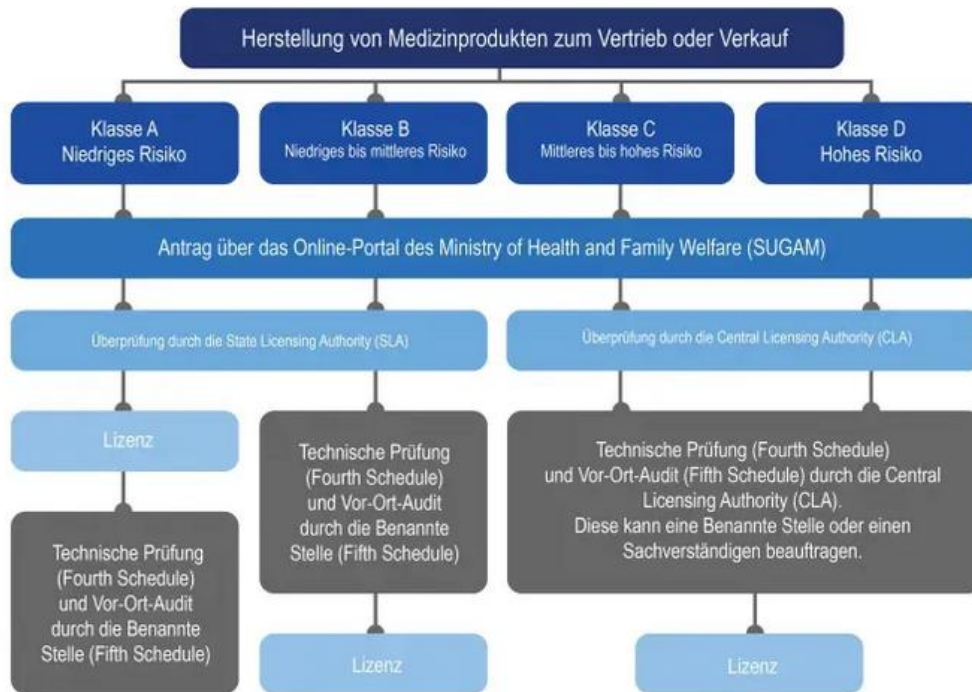 Herstellung von Medizinprodukten zum Vertrieb oder Verkauf
Klasse A
Niedriges Risiko
Klasse B
Niedriges bis mittleres Risiko
Klasse C
Mittleres bis hohes Risiko
Klasse D
Hohes Risiko
Antrag über das Online-Portal des Ministry of Health and Family Welfare (SUGAM)
Überprüfung durch die State Licensing Authority (SLA)
Überprüfung durch die Central Licensing Authority (CLA)
Lizenz
Technische Prüfung
(Fourth Schedule)
und Vor-Ort-Audit
durch die Benannte
Stelle (Fifth Schedule)
Technische Prüfung
(Fourth Schedule)
und Vor-Ort-Audit
durch die Benannte
Stelle (Fifth Schedule)
Lizenz
Technische Prüfung (Fourth Schedule)
und Vor-Ort-Audit (Fifth Schedule) durch die Central
Licensing Authority (CLA).
Diese kann eine Benannte Stelle oder einen
Sachverständigen beauftragen.
Lizenz